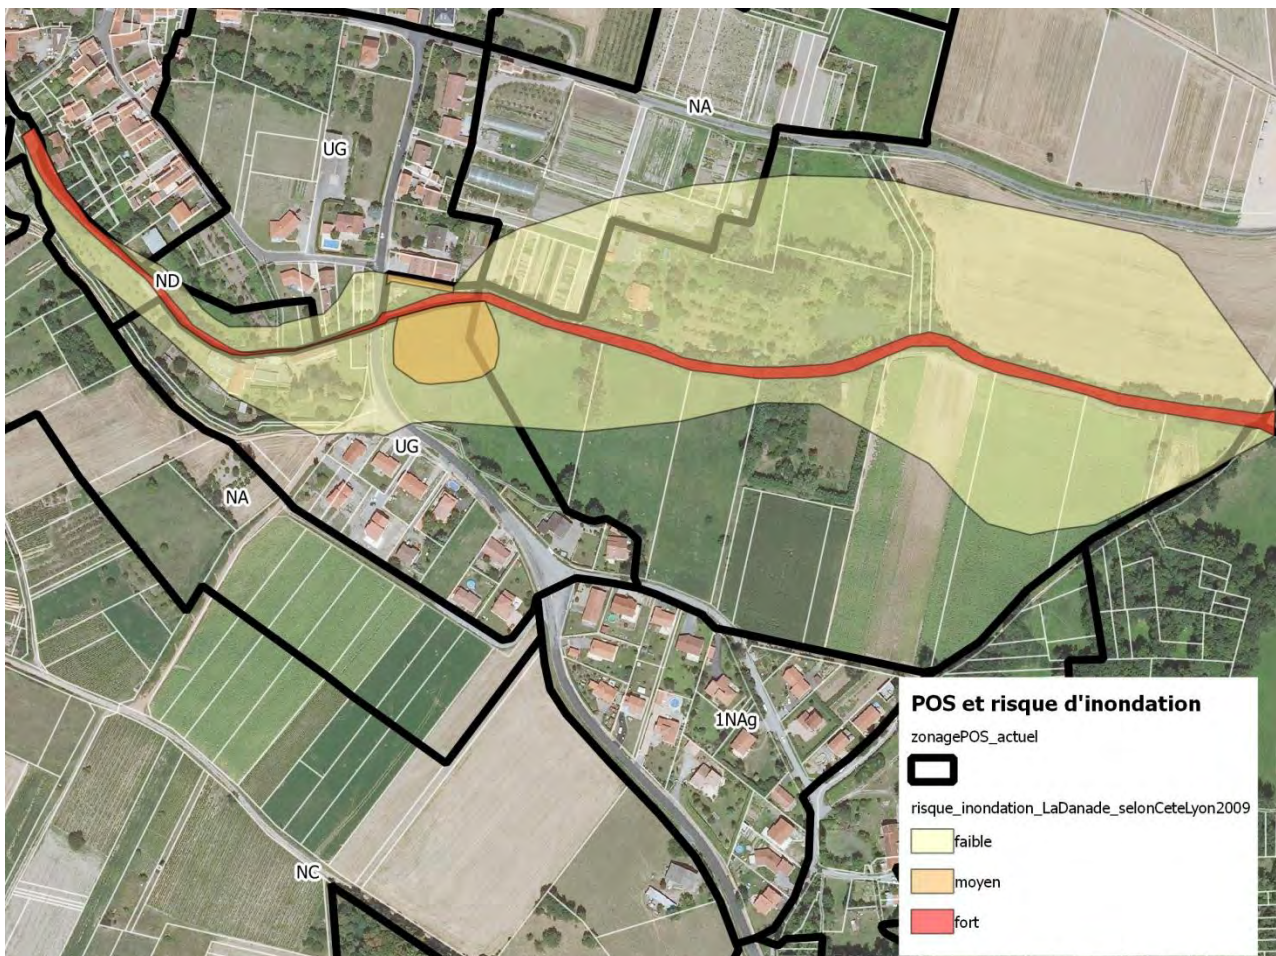 NA
UG
ND
UG
NA
1NAg
NC
POS et risque d'inondation
zonagePOS_actuel
risque_inondation_LaDanade_selonCeteLyon2009
faible
moyen
fort